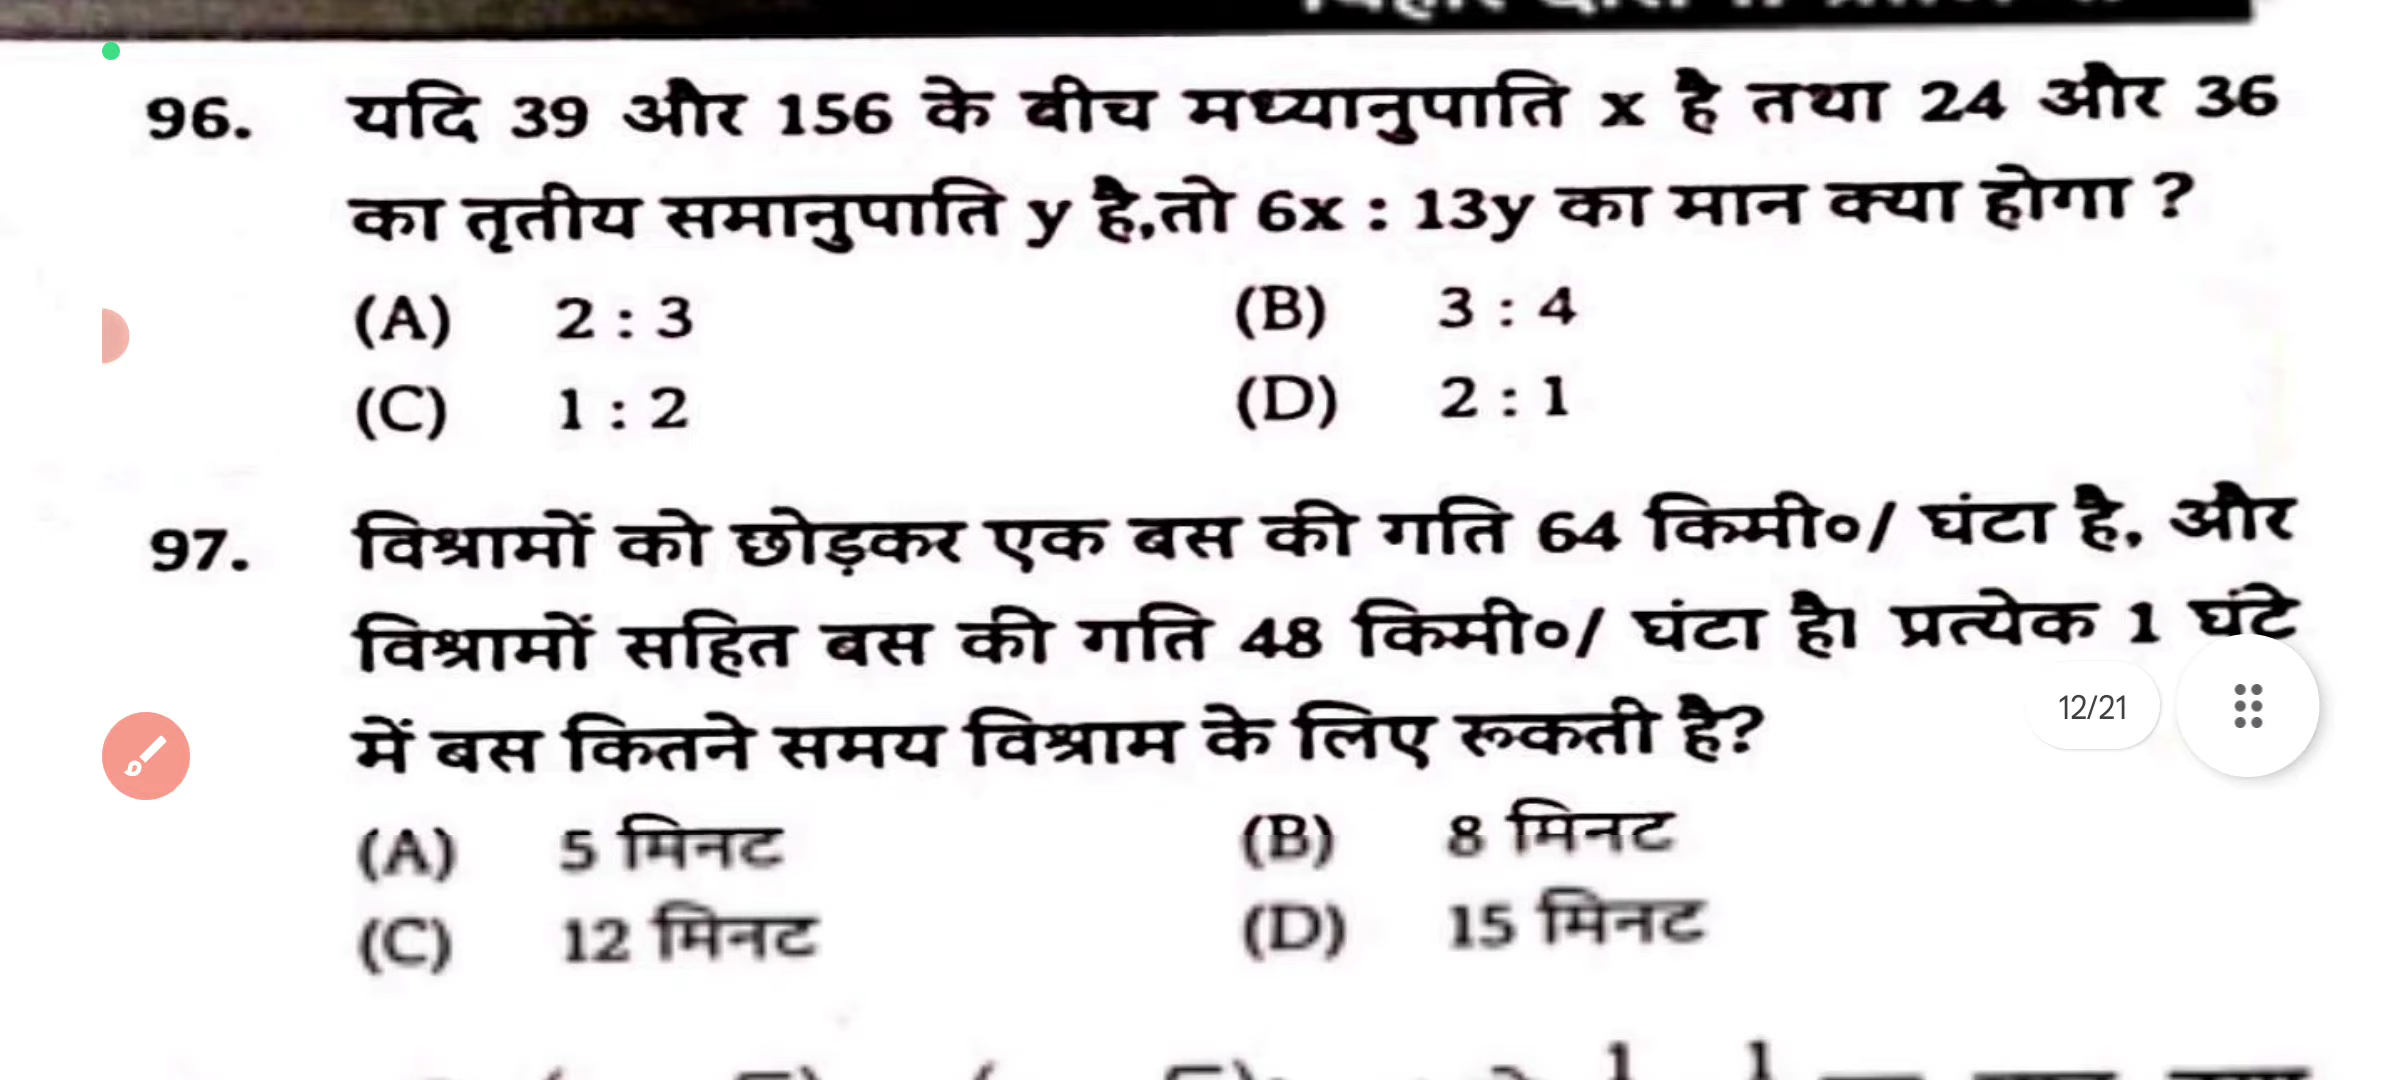 96. यदि 39 और 156 के बीच मध्यानुपाति x है तथा 24 और 36
का तृतीय समानुपाति y है,तो 6x : 13y का मान क्या होगा ?
(A) 2 : 3 (B) 3 : 4
(C) 1 : 2 (D) 2 : 1
97. विश्रामों को छोड़कर एक बस की गति 64 किमी०/ घंटा है, और
विश्रामों सहित बस की गति 48 किमी०/ घंटा है। प्रत्येक 1 घंटे
में बस कितने समय विश्राम के लिए रूकती है?
12/21
(A) 5 मिनट (B) 8 मिनट
(C) 12 मिनट (D) 15 मिनट